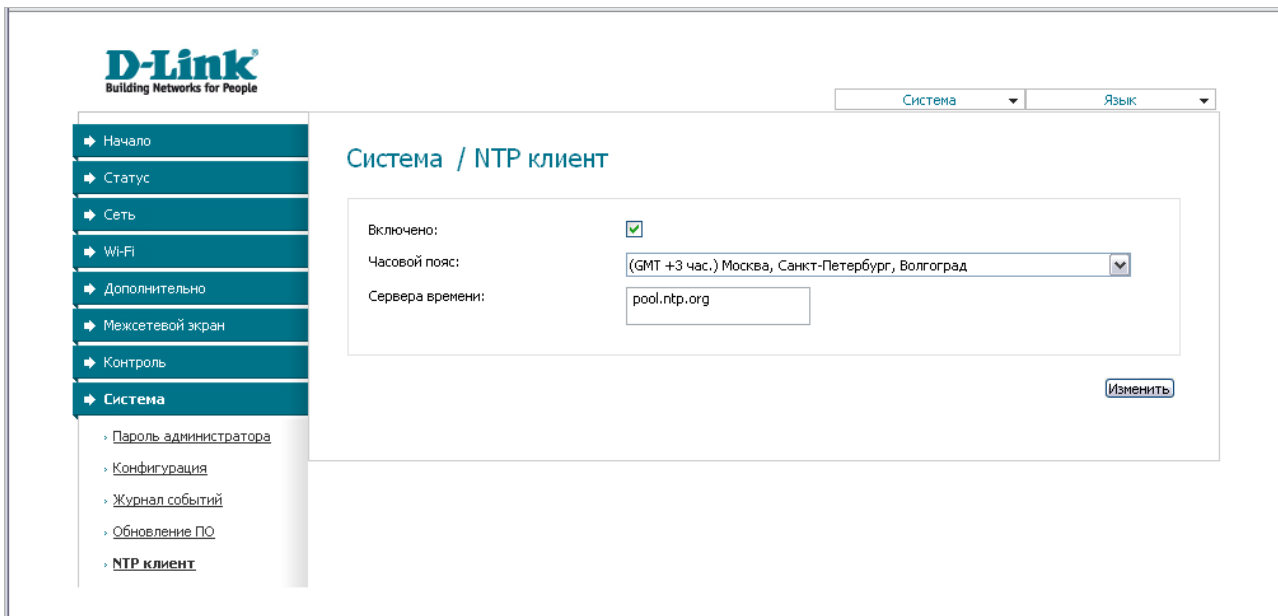 D-Link
Building Networks for People
Система
Язык
Начало
Статус
Сеть
Wi-Fi
Дополнительно
Межсетевой экран
Контроль
Система
Пароль администратора
Конфигурация
Журнал событий
Обновление ПО
NTP клиент
Система / NTP клиент
Включено:
Часовой пояс: (GMT +3 час.) Москва, Санкт-Петербург, Волгоград
Сервера времени: pool.ntp.org
Изменить